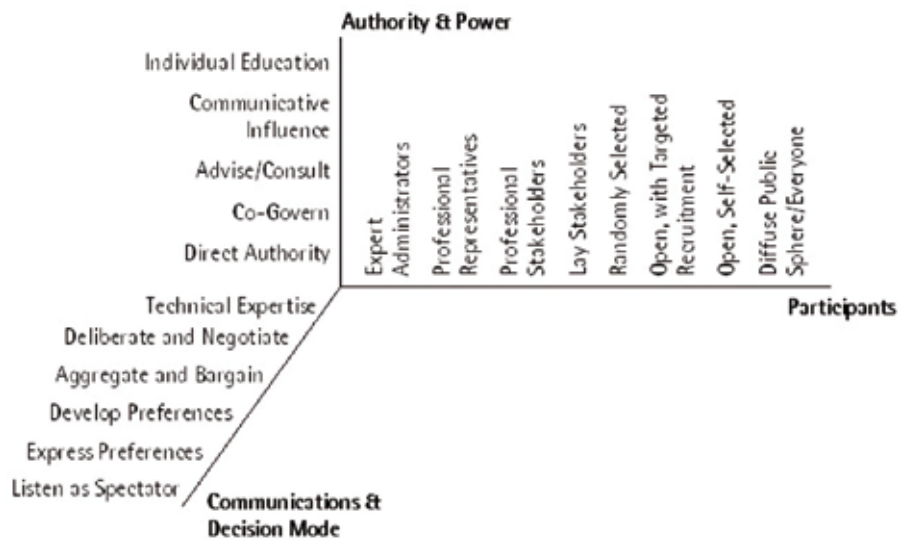 Authority & Power
Individual Education
Communicative
Influence
Advise/Consult
Co-Govern
Direct Authority
Expert
Administrators
Professional
Representatives
Professional
Stakeholders
Lay Stakeholders
Randomly Selected
Open, with Targeted
Recruitment
Open, Self-Selected
Diffuse Public
Sphere/Everyone
Participants
Technical Expertise
Deliberate and Negotiate
Aggregate and Bargain
Develop Preferences
Express Preferences
Listen as Spectator
Communications &
Decision Mode